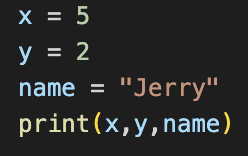 x = 5
y = 2
name = "Jerry"
print(x,y,name)